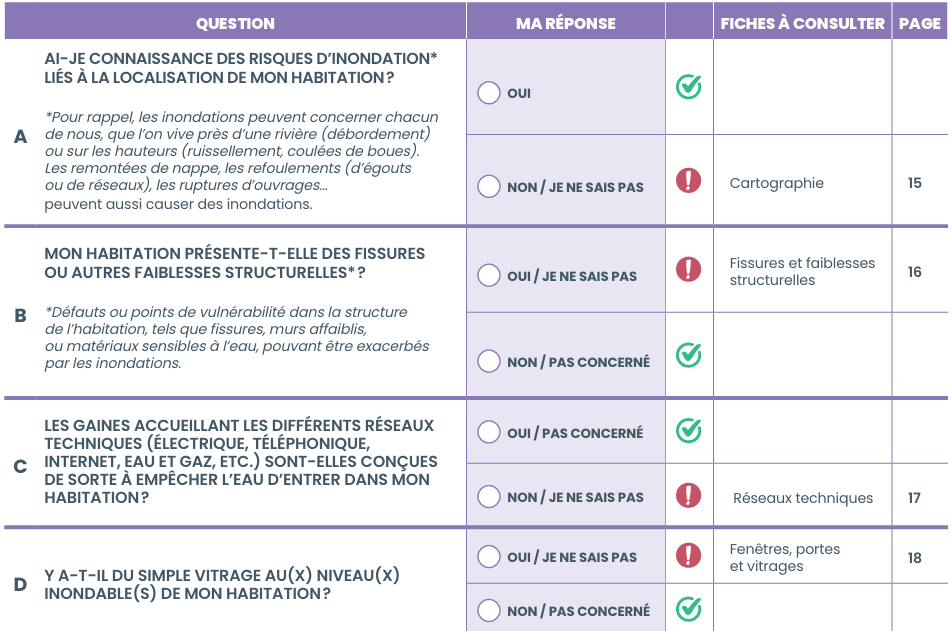 QUESTION
MA RÉPONSE
FICHES À CONSULTER
PAGE
A
AI-JE CONNAISSANCE DES RISQUES D’INONDATION*
LIÉS À LA LOCALISATION DE MON HABITATION ?
*Pour rappel, les inondations peuvent concerner chacun
de nous, que l’on vive près d’une rivière (débordement)
ou sur les hauteurs (ruissellement, coulées de boues).
Les remontées de nappe, les refoulements (d’égouts
ou de réseaux), les ruptures d’ouvrages…
peuvent aussi causer des inondations.
OUI
NON / JE NE SAIS PAS
Cartographie
15
B
MON HABITATION PRÉSENTE-T-ELLE DES FISSURES
OU AUTRES FAIBLESSES STRUCTURELLES* ?
*Défauts ou points de vulnérabilité dans la structure
de l’habitation, tels que fissures, murs affaiblis,
ou matériaux sensibles à l’eau, pouvant être exacerbés
par les inondations.
OUI / JE NE SAIS PAS
Fissures et faiblesses
structurelles
16
NON / PAS CONCERNÉ
C
LES GAINES ACCUEILLANT LES DIFFÉRENTS RÉSEAUX
TECHNIQUES (ÉLECTRIQUE, TÉLÉPHONIQUE,
INTERNET, EAU ET GAZ, ETC.) SONT-ELLES CONÇUES
DE SORTE À EMPÊCHER L’EAU D’ENTRER DANS MON
HABITATION ?
OUI / PAS CONCERNÉ
NON / JE NE SAIS PAS
Réseaux techniques
17
D
Y A-T-IL DU SIMPLE VITRAGE AU(X) NIVEAU(X)
INONDABLE(S) DE MON HABITATION ?
OUI / JE NE SAIS PAS
Fenêtres, portes
et vitrages
18
NON / PAS CONCERNÉ